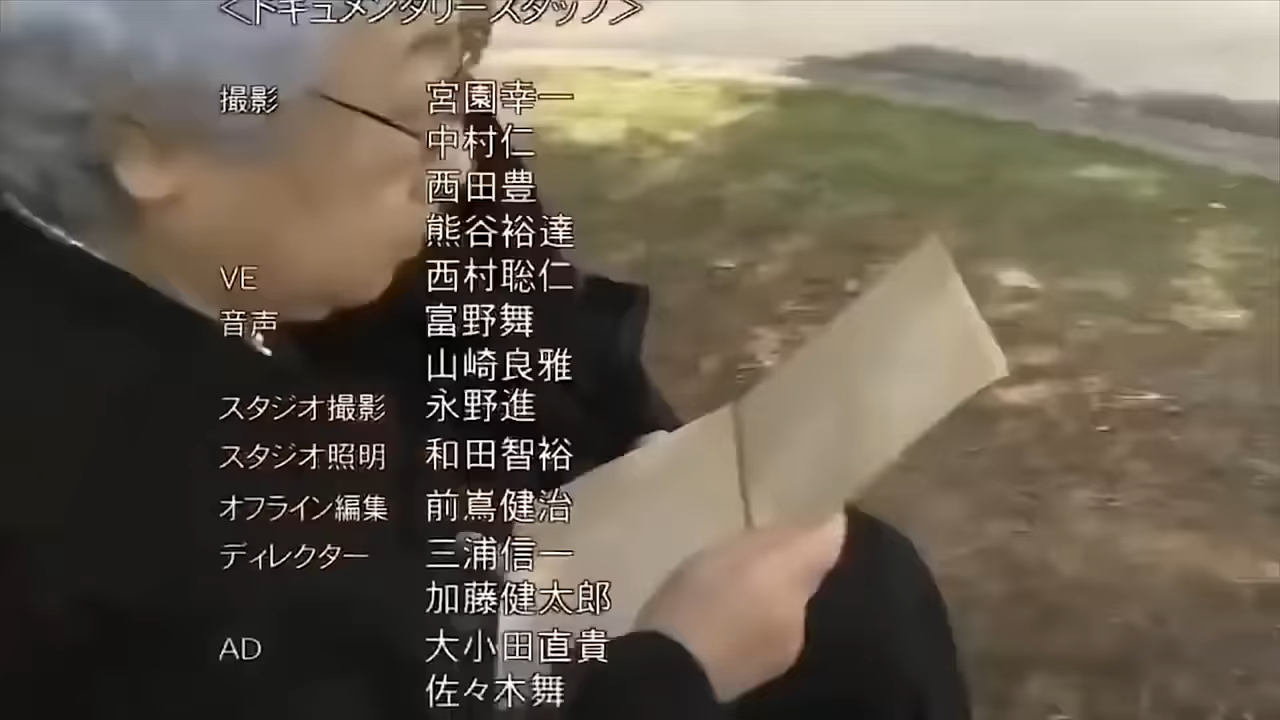 <ドキュメンタリースタッフ>
撮影 宮園幸一
中村仁
西田豊
熊谷裕達
VE 西村聡仁
音声 富野舞
山崎良雅
スタジオ撮影 永野進
スタジオ照明 和田智裕
オフライン編集 前嶌健治
ディレクター 三浦信一
加藤健太郎
AD 大小田直貴
佐々木舞